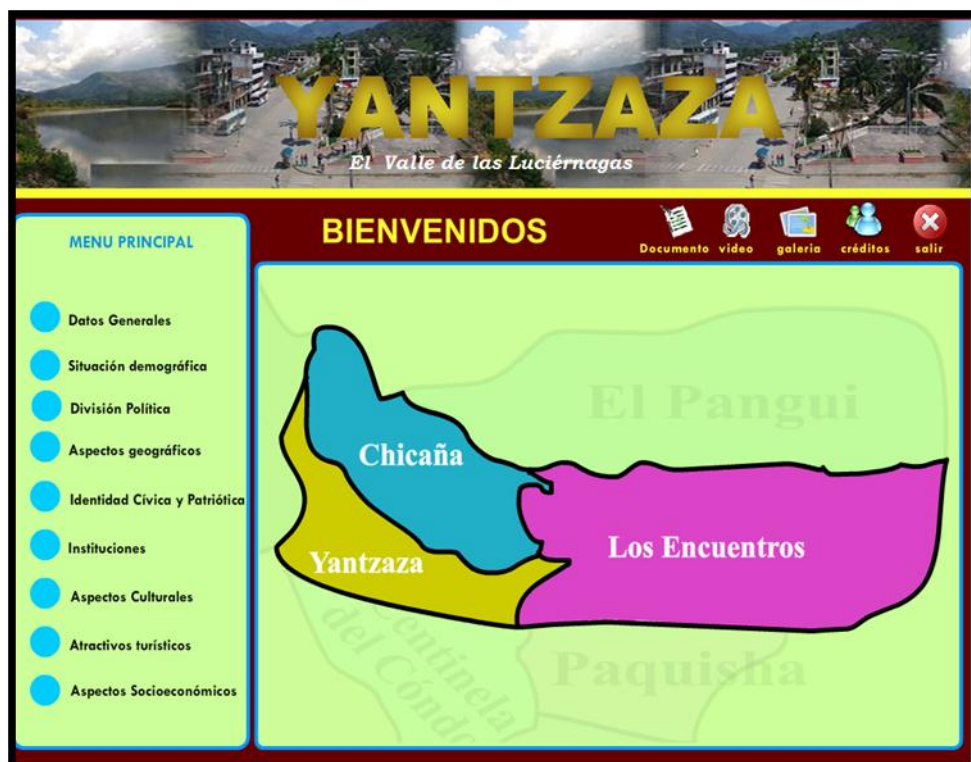 YANTZAZA
El Valle de las Luciérnagas
BIENVENIDOS
Documento
video
galeria
créditos
salir
MENU PRINCIPAL
Datos Generales
Situación demográfica
División Política
Aspectos geográficos
Identidad Cívica y Patriótica
Instituciones
Aspectos Culturales
Atractivos turísticos
Aspectos Socioeconómicos
El Pangui
Chicaña
Los Encuentros
Yantzaza
Centinela
del Cóndo
Paquisha